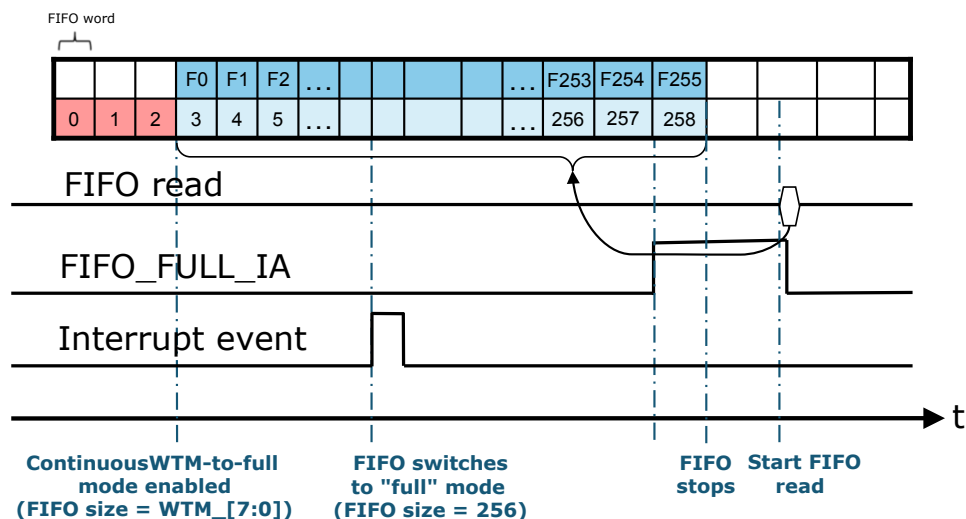 FIFO word
F0 F1 F2 ... ... F253 F254 F255
0 1 2 3 4 5 ... ... 256 257 258
FIFO read
FIFO_FULL_IA
Interrupt event
t
ContinuousWTM-to-full
mode enabled
(FIFO size = WTM_[7:0])
FIFO switches
to "full" mode
(FIFO size = 256)
FIFO
stops
Start FIFO
read